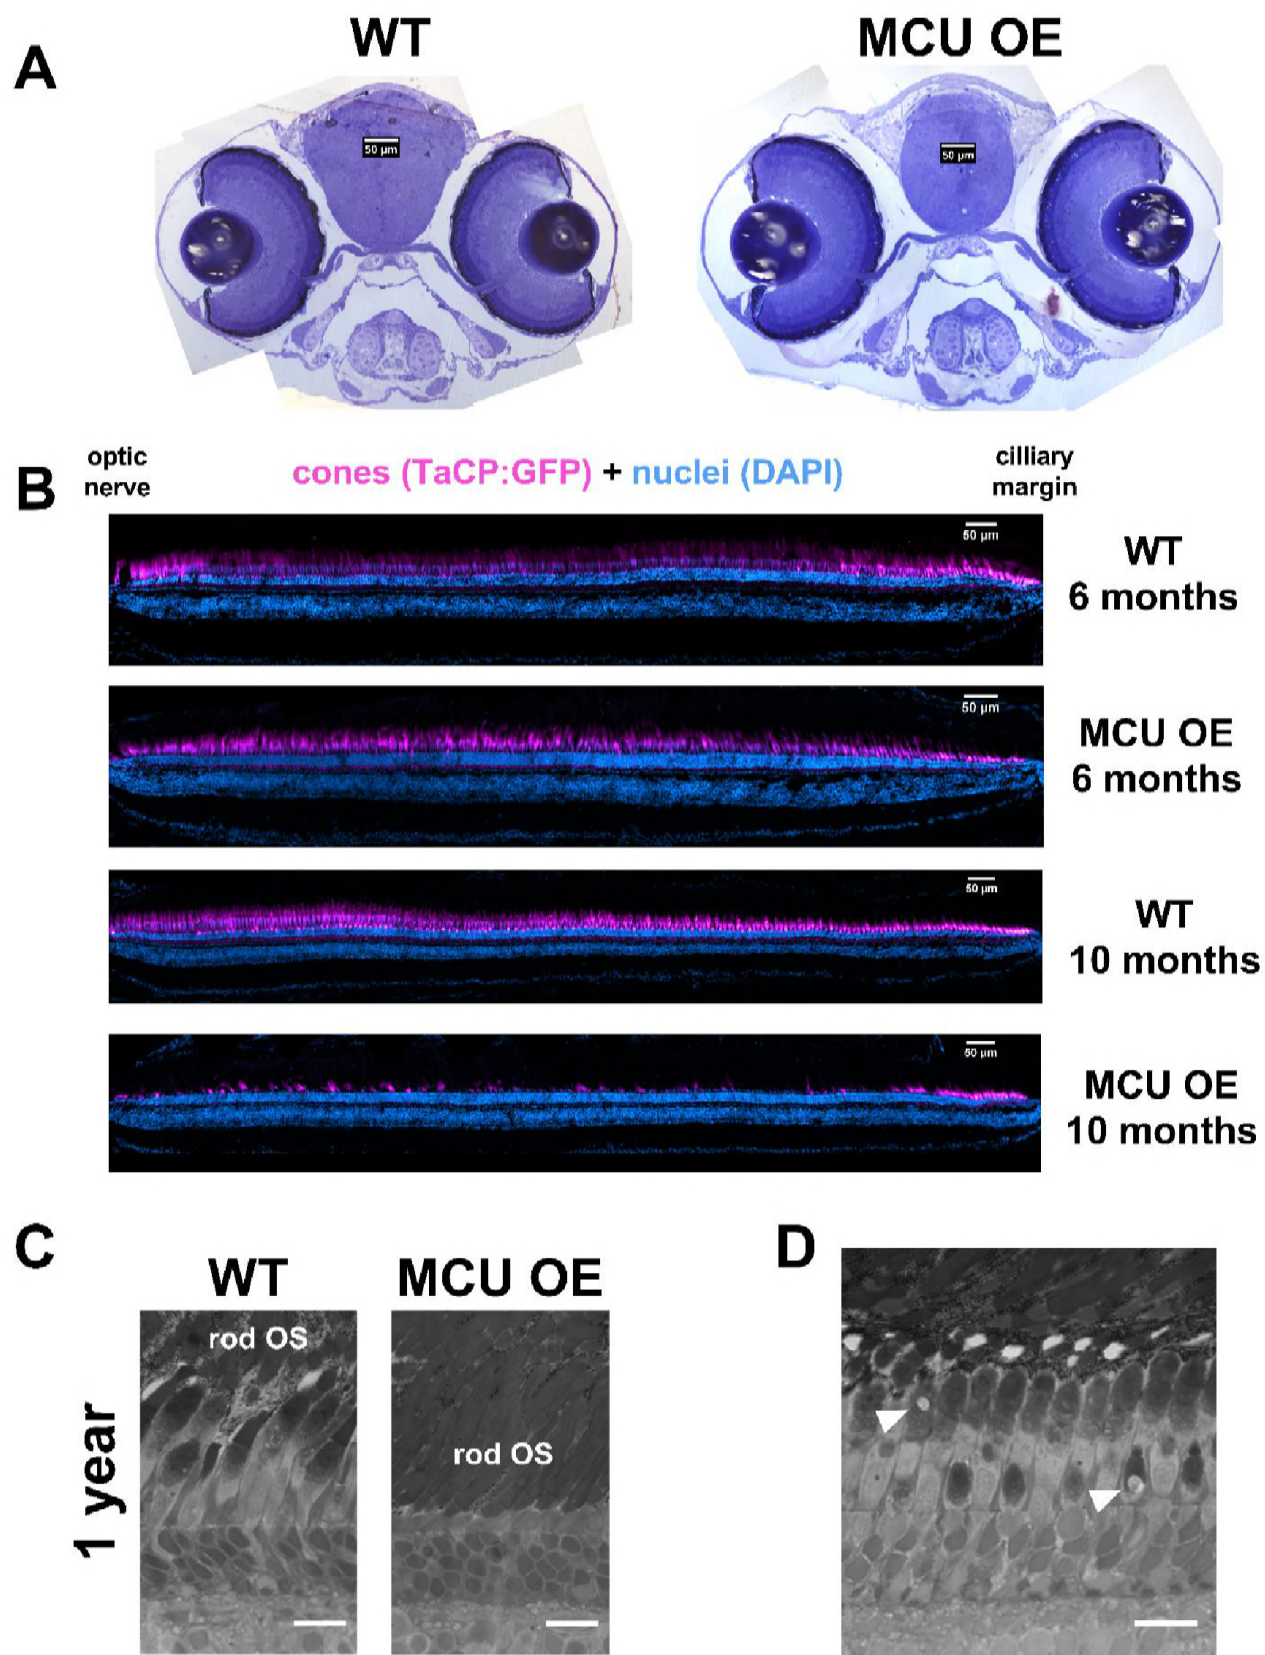 A
WT
MCU OE
50 µm
50 µm
B
optic
nerve
cones (TaCP:GFP) + nuclei (DAPI)
cilliary
margin
50 µm
WT
6 months
50 µm
MCU OE
6 months
50 µm
WT
10 months
50 µm
MCU OE
10 months
C
WT
MCU OE
D
1 year
rod OS
rod OS